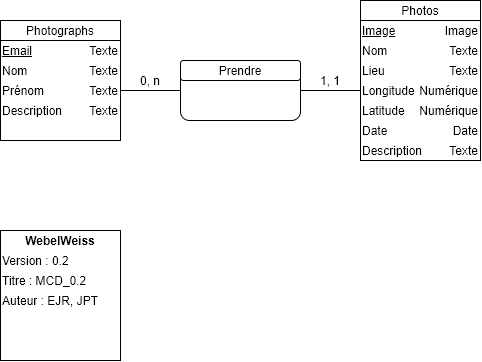 Photographs
Email Texte
Nom Texte
Prénom Texte
Description Texte
0, n
Prendre
1, 1
Photos
Image Image
Nom Texte
Lieu Texte
Longitude Numérique
Latitude Numérique
Date Date
Description Texte
WebelWeiss
Version : 0.2
Titre : MCD_0.2
Auteur : EJR, JPT